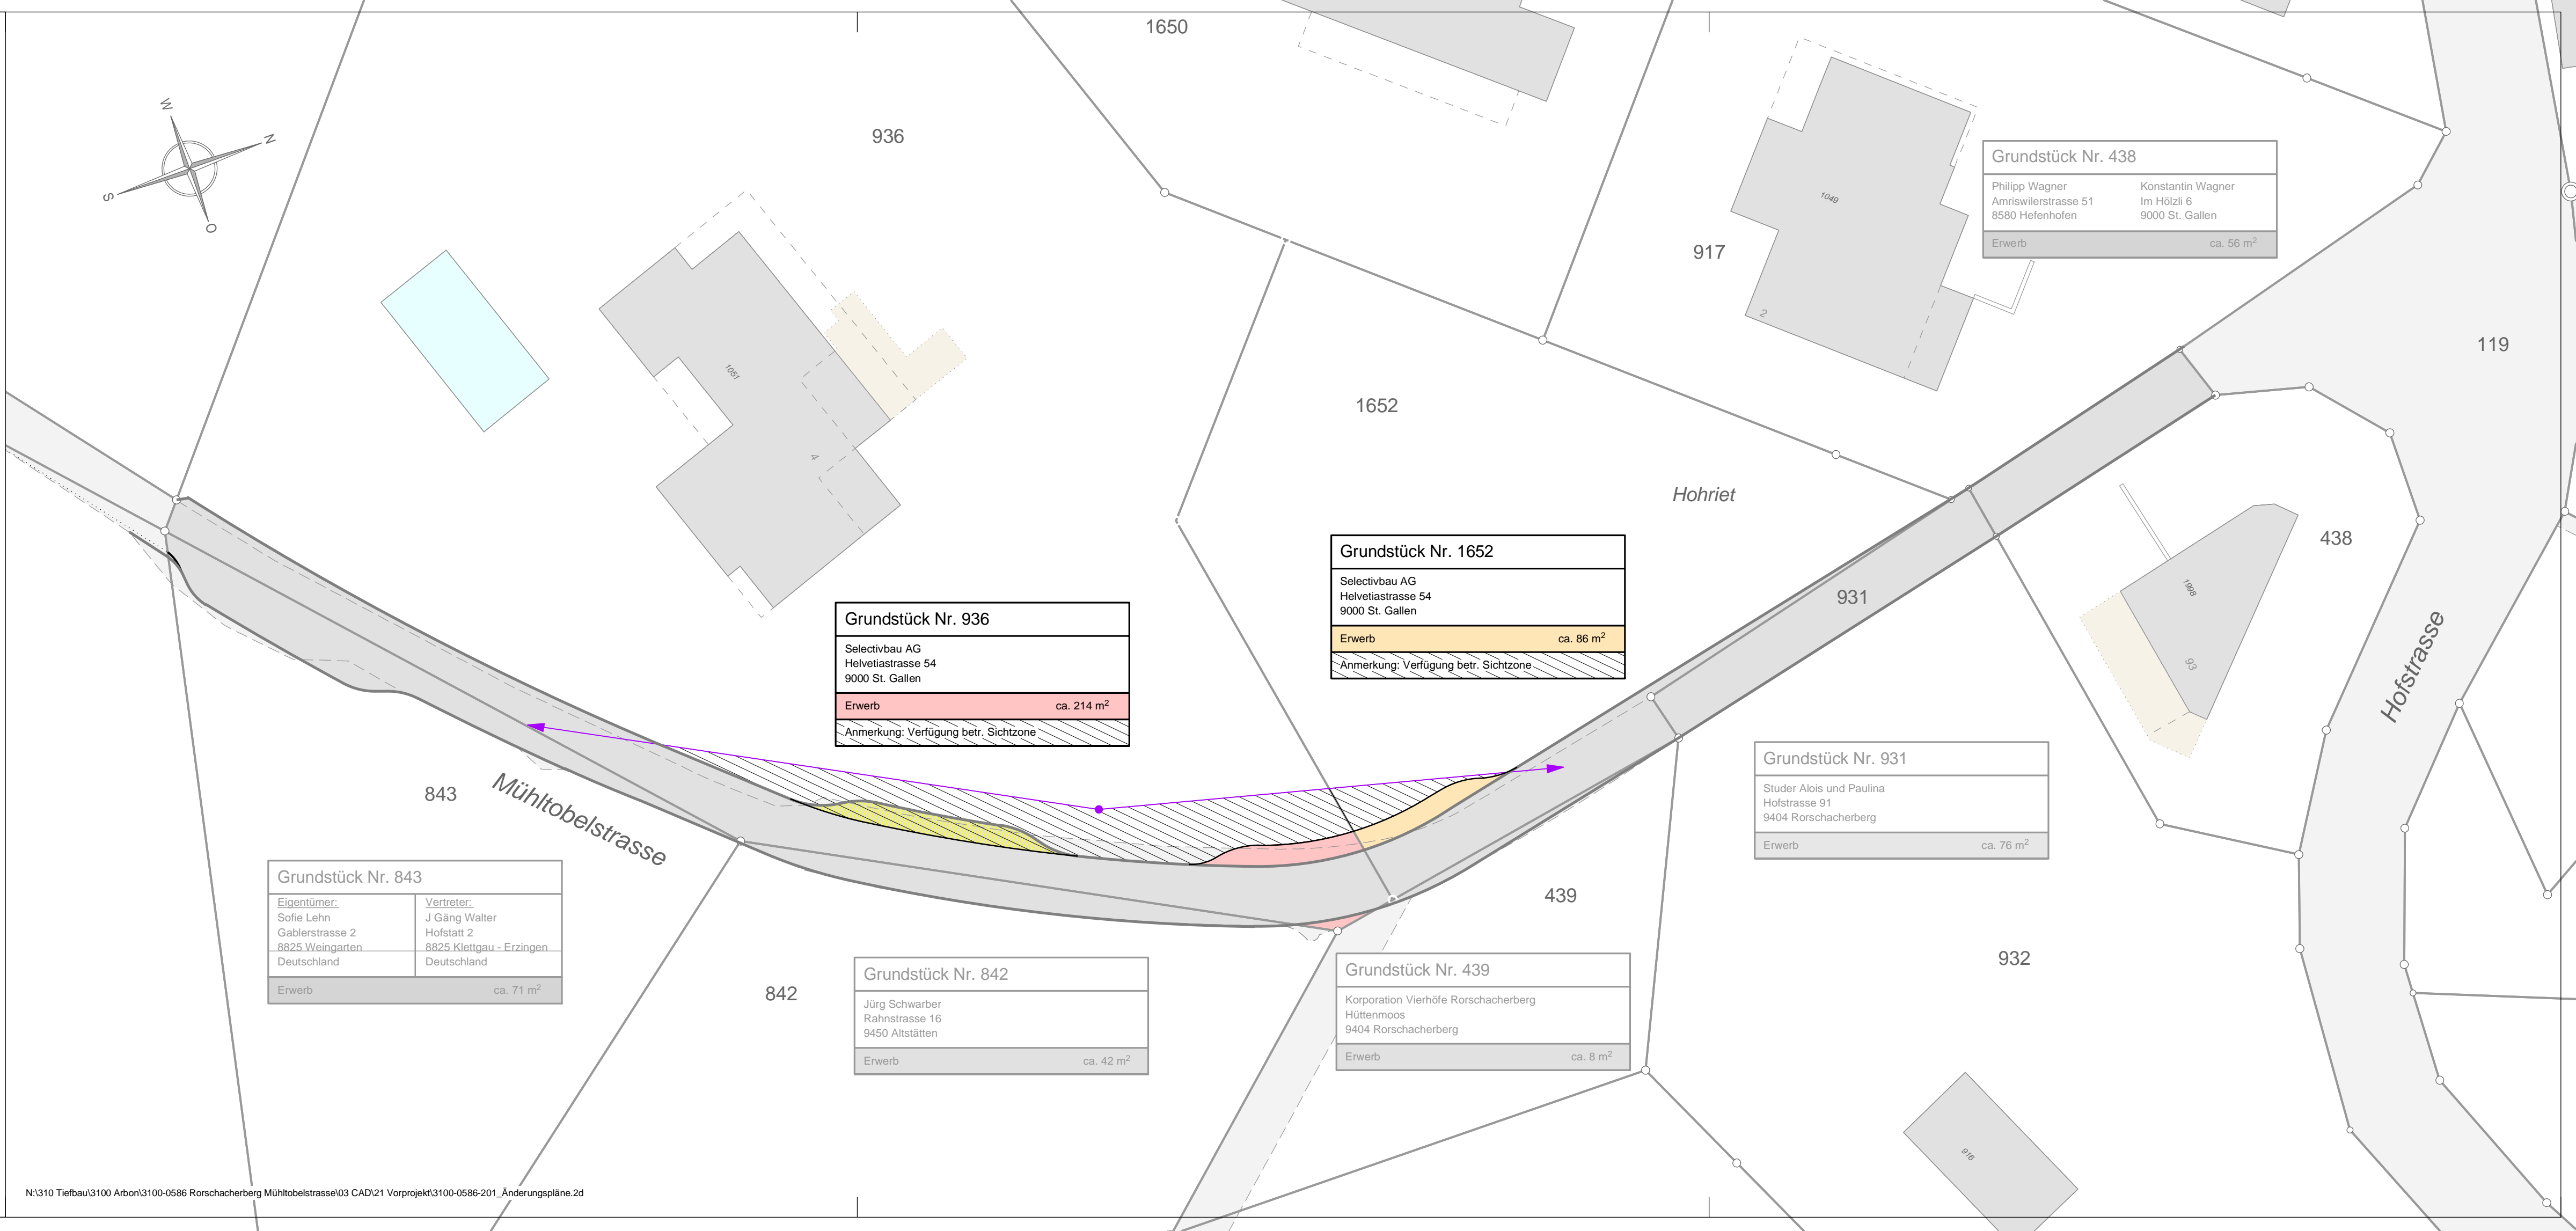 1650
936
W
N
S
O
1049
917
2
Grundstück Nr. 438
Philipp Wagner
Amriswilerstrasse 51
8580 Hefenhofen
Konstantin Wagner
Im Hölzli 6
9000 St. Gallen
Erwerb ca. 56 m²
119
1051
4
1652
Hohriet
438
1998
93
931
Hofstrasse
Grundstück Nr. 1652
Selectivbau AG
Helvetiastrasse 54
9000 St. Gallen
Erwerb ca. 86 m²
Anmerkung: Verfügung betr. Sichtzone
Grundstück Nr. 936
Selectivbau AG
Helvetiastrasse 54
9000 St. Gallen
Erwerb ca. 214 m²
Anmerkung: Verfügung betr. Sichtzone
843
Mühltobelstrasse
Grundstück Nr. 931
Studer Alois und Paulina
Hofstrasse 91
9404 Rorschacherberg
Erwerb ca. 76 m²
Grundstück Nr. 843
Eigentümer:
Sofie Lehn
Gablerstrasse 2
8825 Weingarten
Deutschland
Vertreter:
J Gäng Walter
Hofstatt 2
8825 Klettgau - Erzingen
Deutschland
Erwerb ca. 71 m²
439
932
842
Grundstück Nr. 842
Jürg Schwarber
Rahnstrasse 16
9450 Altstätten
Erwerb ca. 42 m²
Grundstück Nr. 439
Korporation Vierhöfe Rorschacherberg
Hüttenmoos
9404 Rorschacherberg
Erwerb ca. 8 m²
916
N:\310 Tiefbau\3100 Arbon\3100-0586 Rorschacherberg Mühltobelstrasse\03 CAD\21 Vorprojekt\3100-0586-201_Änderungspläne.2d